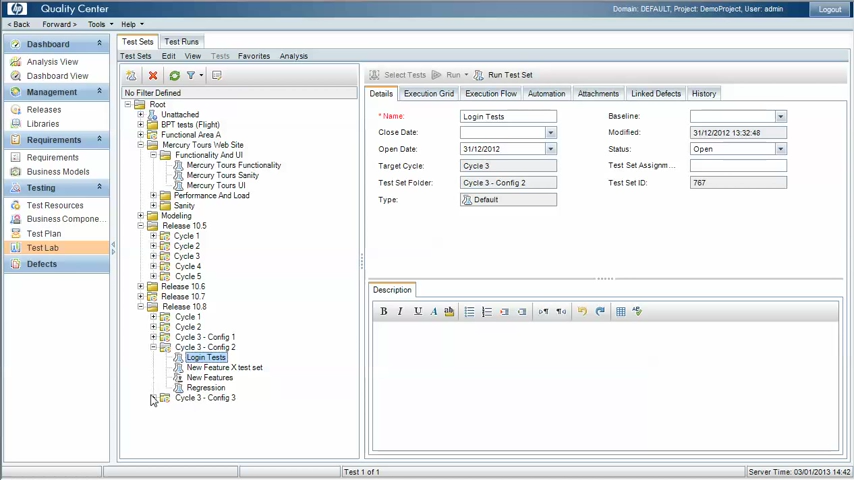 hp Quality Center
Domain: DEFAULT, Project: DemoProject, User: admin
Logout
< Back Forward > Tools Help
Dashboard
Analysis View
Dashboard View
Management
Releases
Libraries
Requirements
Requirements
Business Models
Testing
Test Resources
Business Compone...
Test Plan
Test Lab
Defects
Test Sets Test Runs
Test Sets Edit View Tests Favorites Analysis
No Filter Defined
Root
Unattached
BPT tests (Flight)
Functional Area A
Mercury Tours Web Site
Functionality And UI
Mercury Tours Functionality
Mercury Tours Sanity
Mercury Tours UI
Performance And Load
Sanity
Modeling
Release 10.5
Cycle 1
Cycle 2
Cycle 3
Cycle 4
Cycle 5
Release 10.6
Release 10.7
Release 10.8
Cycle 1
Cycle 2
Cycle 3 - Config 1
Cycle 3 - Config 2
Login Tests
New Feature X test set
New Features
Regression
Cycle 3 - Config 3
Select Tests Run Run Test Set
Details Execution Grid Execution Flow Automation Attachments Linked Defects History
* Name: Login Tests Baseline:
Close Date: Modified: 31/12/2012 13:32:48
Open Date: 31/12/2012 Status: Open
Target Cycle: Cycle 3 Test Set Assignm...
Test Set Folder: Cycle 3 - Config 2 Test Set ID: 767
Type: Default
Description
B I U A ab
Test 1 of 1
Server Time: 03/01/2013 14:42